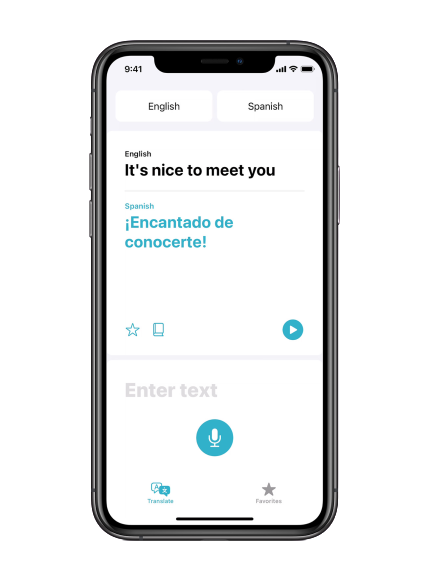 9:41
English
Spanish
English
It's nice to meet you
Spanish
¡Encantado de
conocerte!
Enter text
Translate
Favorites